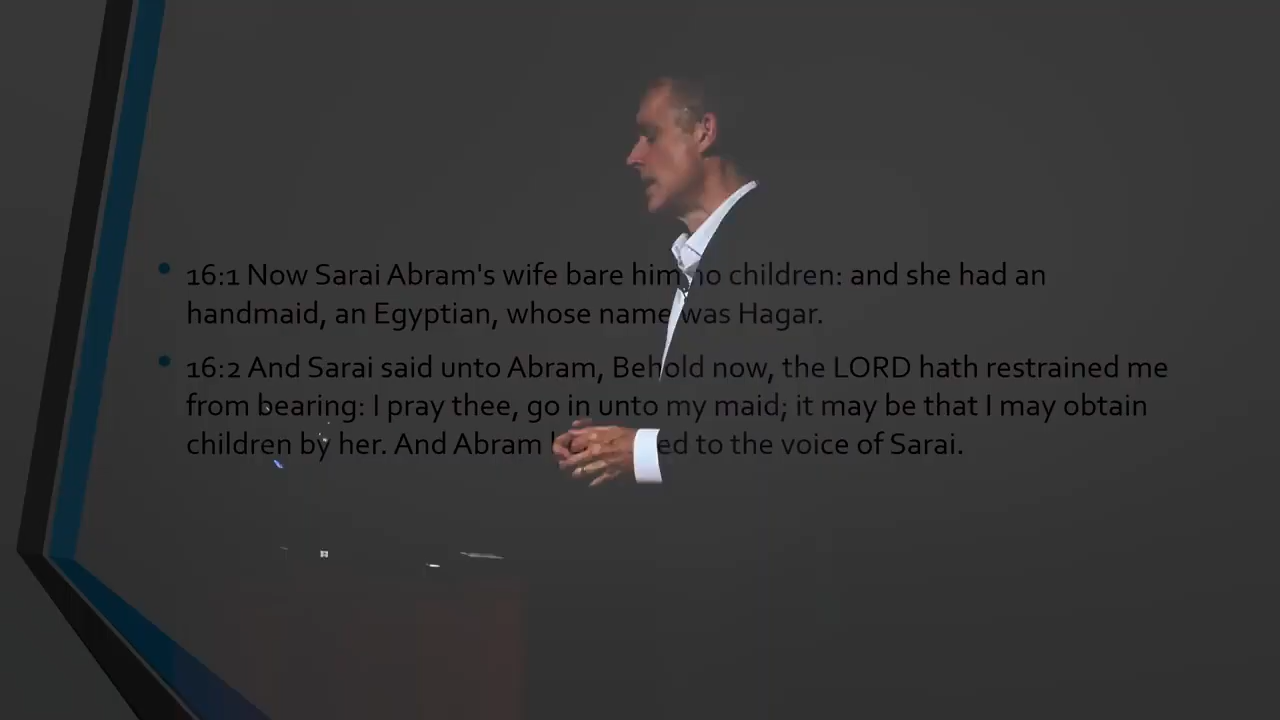 16:1 Now Sarai Abram's wife bare him no children: and she had an
handmaid, an Egyptian, whose name was Hagar.
16:2 And Sarai said unto Abram, Behold now, the LORD hath restrained me
from bearing: I pray thee, go in unto my maid; it may be that I may obtain
children by her. And Abram to the voice of Sarai.